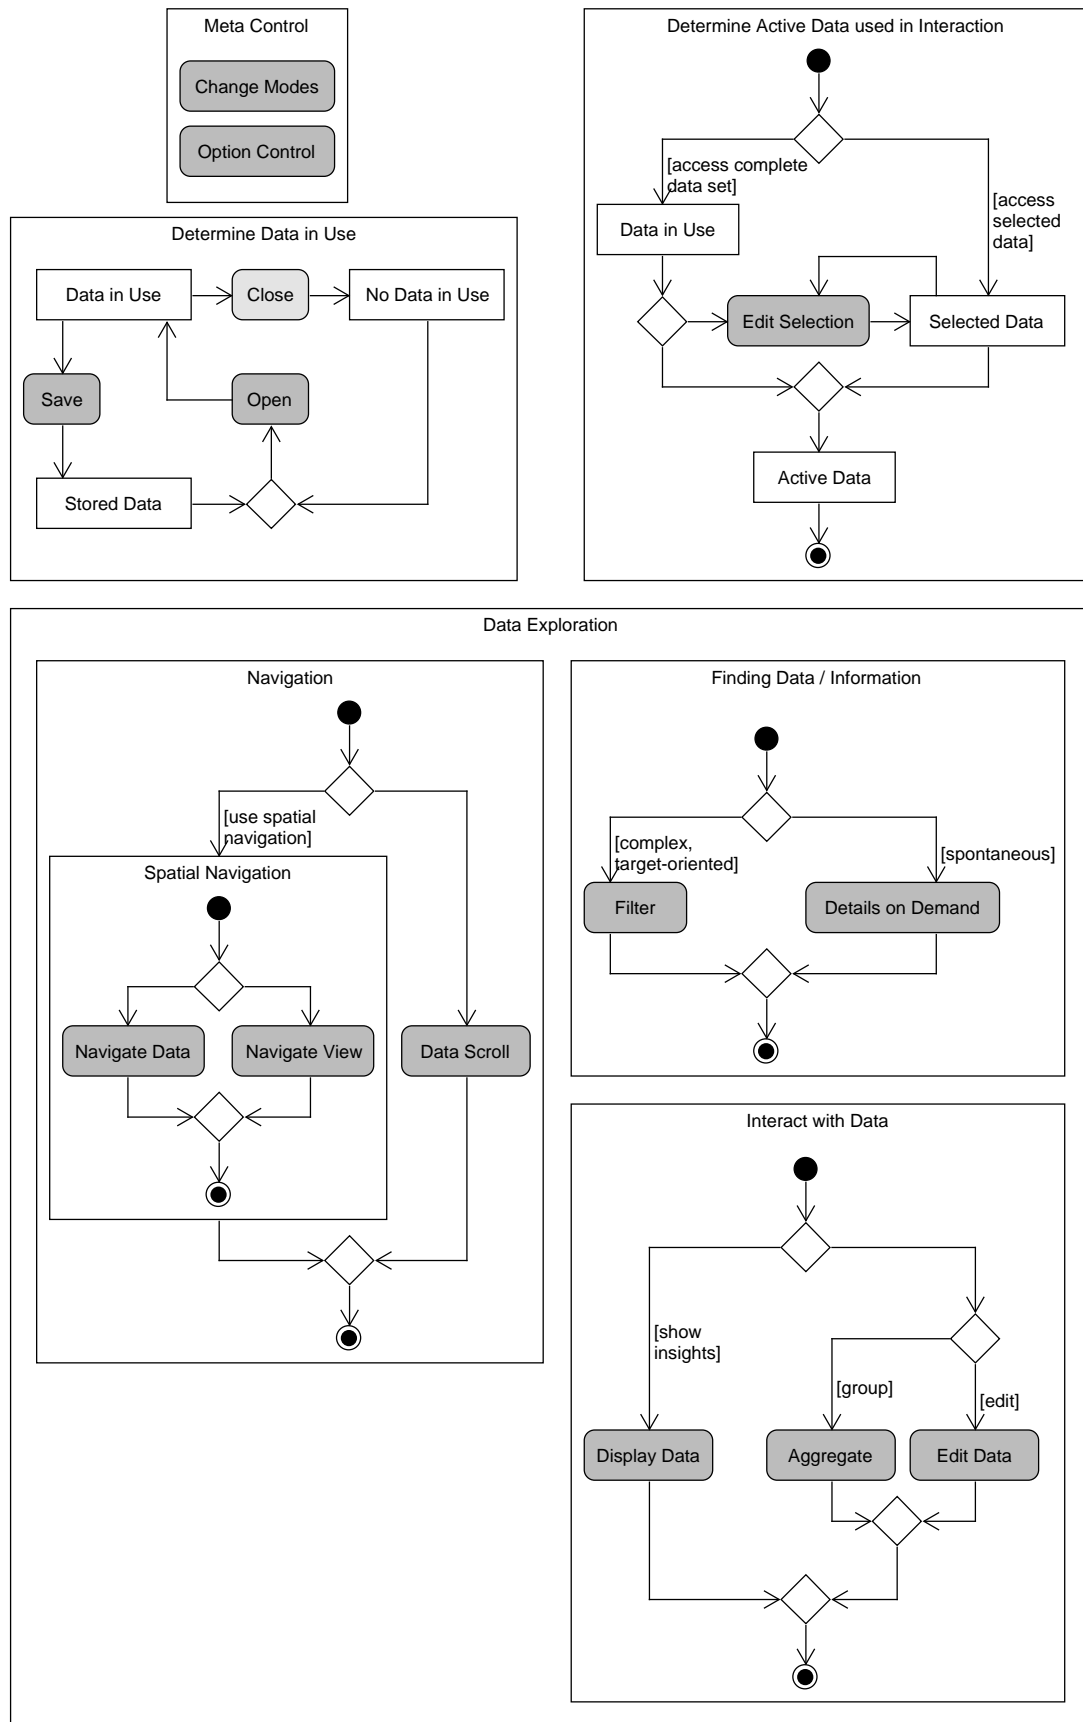 Meta Control
Change Modes
Option Control
Determine Data in Use
Data in Use
Close
No Data in Use
Save
Open
Stored Data
Determine Active Data used in Interaction
[access complete
data set]
[access
selected
data]
Data in Use
Edit Selection
Selected Data
Active Data
Data Exploration
Navigation
[use spatial
navigation]
Spatial Navigation
Navigate Data
Navigate View
Data Scroll
Finding Data / Information
[complex,
target-oriented]
[spontaneous]
Filter
Details on Demand
Interact with Data
[show
insights]
[group]
[edit]
Display Data
Aggregate
Edit Data